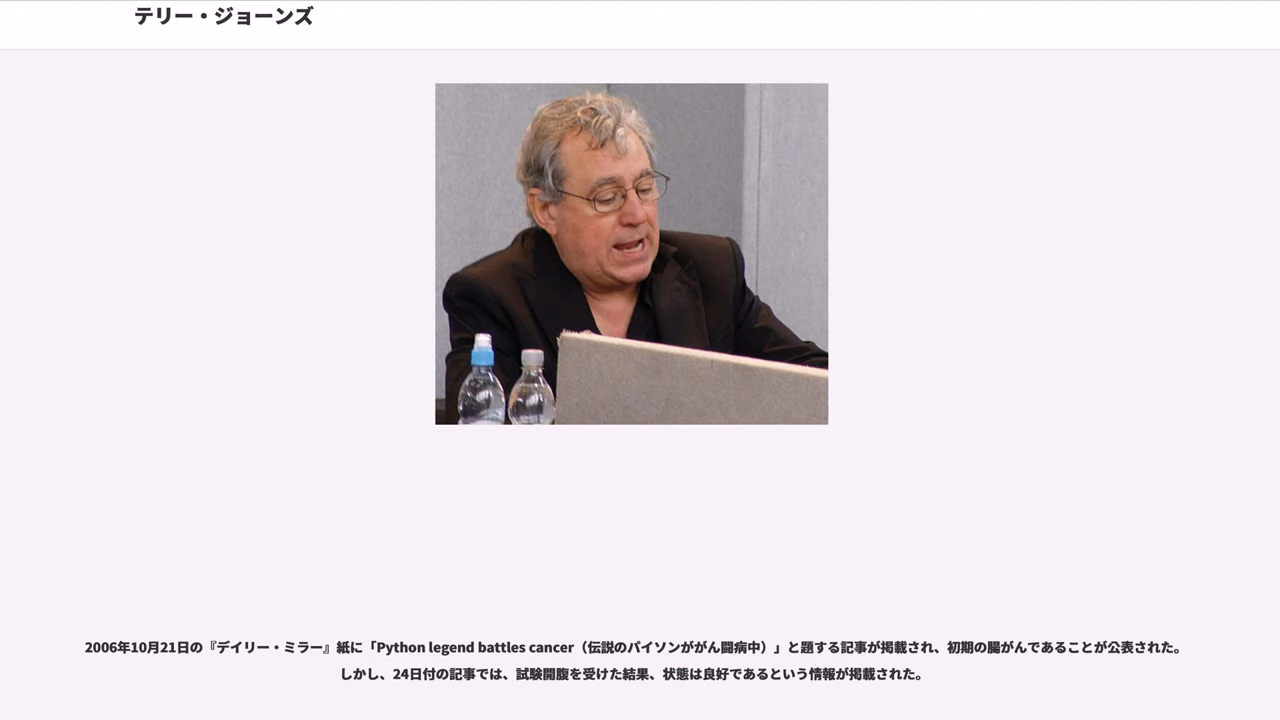 テリー・ジョーンズ
2006年10月21日の『デイリー・ミラー』紙に「Python legend battles cancer（伝説のパイソンががん闘病中）」と題する記事が掲載され、初期の腸がんであることが公表された。
しかし、24日付の記事では、試験開腹を受けた結果、状態は良好であるという情報が掲載された。